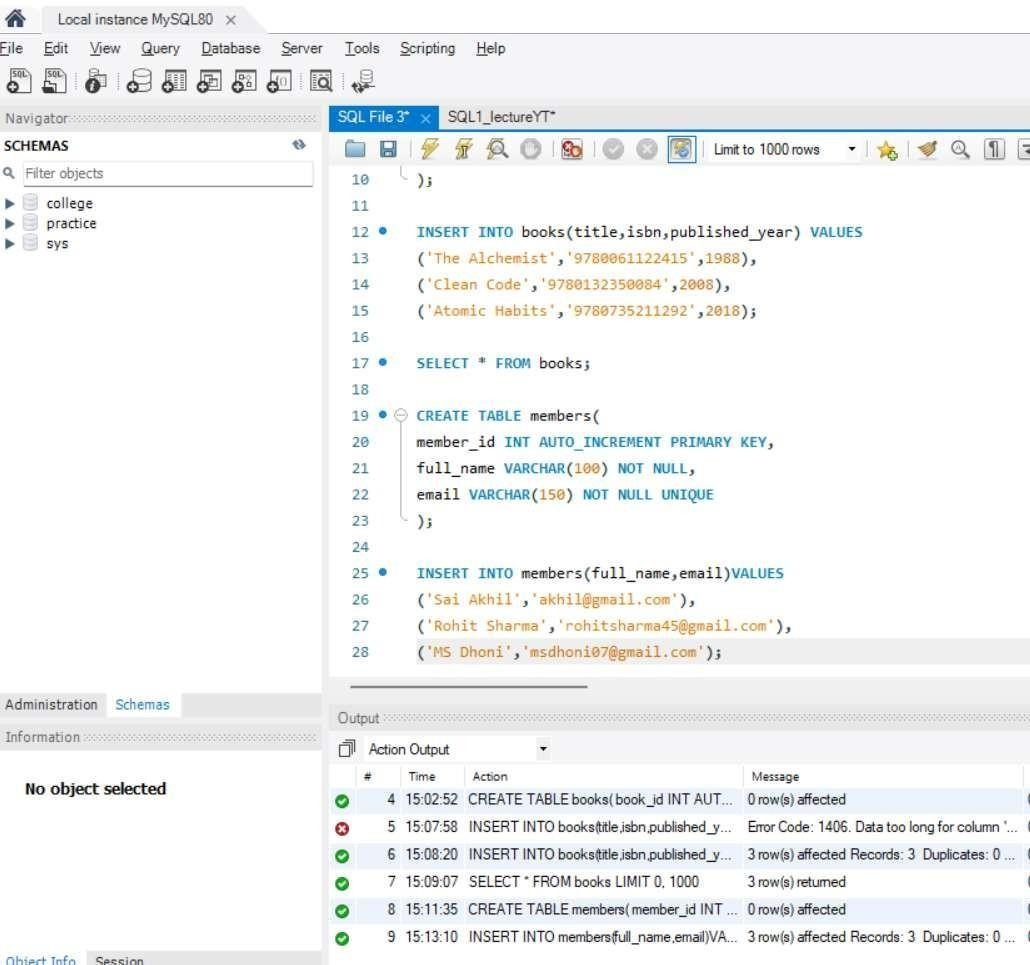 Local instance MySQL80
File Edit View Query Database Server Tools Scripting Help
Navigator
SCHEMAS
Filter objects
college
practice
sys
Administration Schemas
Information
No object selected
Object Info Session
SQL File 3* SQL1_lectureYT*
Limit to 1000 rows
10 );
11
12 INSERT INTO books(title,isbn,published_year) VALUES
13 ('The Alchemist','9780061122415',1988),
14 ('Clean Code','9780132350084',2008),
15 ('Atomic Habits','9780735211292',2018);
16
17 SELECT * FROM books;
18
19 CREATE TABLE members(
20 member_id INT AUTO_INCREMENT PRIMARY KEY,
21 full_name VARCHAR(100) NOT NULL,
22 email VARCHAR(150) NOT NULL UNIQUE
23 );
24
25 INSERT INTO members(full_name,email)VALUES
26 ('Sai Akhil','akhil@gmail.com'),
27 ('Rohit Sharma','rohitsharma45@gmail.com'),
28 ('MS Dhoni','msdhoni07@gmail.com');
Output
Action Output
# Time Action Message
4 15:02:52 CREATE TABLE books( book_id INT AUT... 0 row(s) affected
5 15:07:58 INSERT INTO books(title,isbn,published_y... Error Code: 1406. Data too long for column '...
6 15:08:20 INSERT INTO books(title,isbn,published_y... 3 row(s) affected Records: 3 Duplicates: 0 ...
7 15:09:07 SELECT * FROM books LIMIT 0, 1000 3 row(s) returned
8 15:11:35 CREATE TABLE members( member_id INT ... 0 row(s) affected
9 15:13:10 INSERT INTO members(full_name,email)VA... 3 row(s) affected Records: 3 Duplicates: 0 ...